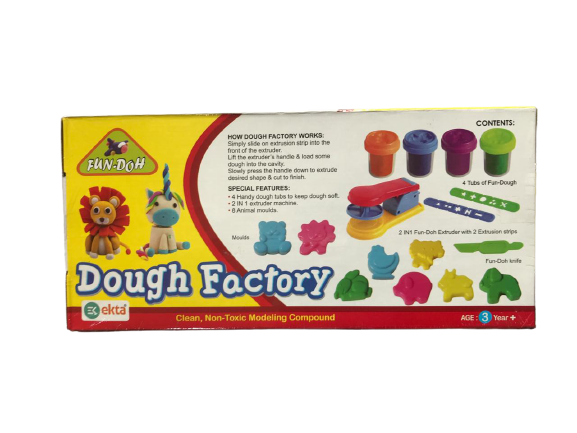 FUN-DOH
HOW DOUGH FACTORY WORKS:
Simply slide on extrusion strip into the
front of the extruder.
Lift the extruder's handle & load some
dough into the cavity.
Slowly press the handle down to extrude
desired shape & cut to finish.
SPECIAL FEATURES:
• 4 Handy dough tubs to keep dough soft.
• 2 IN 1 extruder machine.
• 8 Animal moulds.
CONTENTS:
4 Tubs of Fun-Dough
2 IN1 Fun-Doh Extruder with 2 Extrusion strips
Moulds
Fun-Doh knife
Dough Factory
ekta
Clean, Non-Toxic Modeling Compound
AGE : 3 Year +